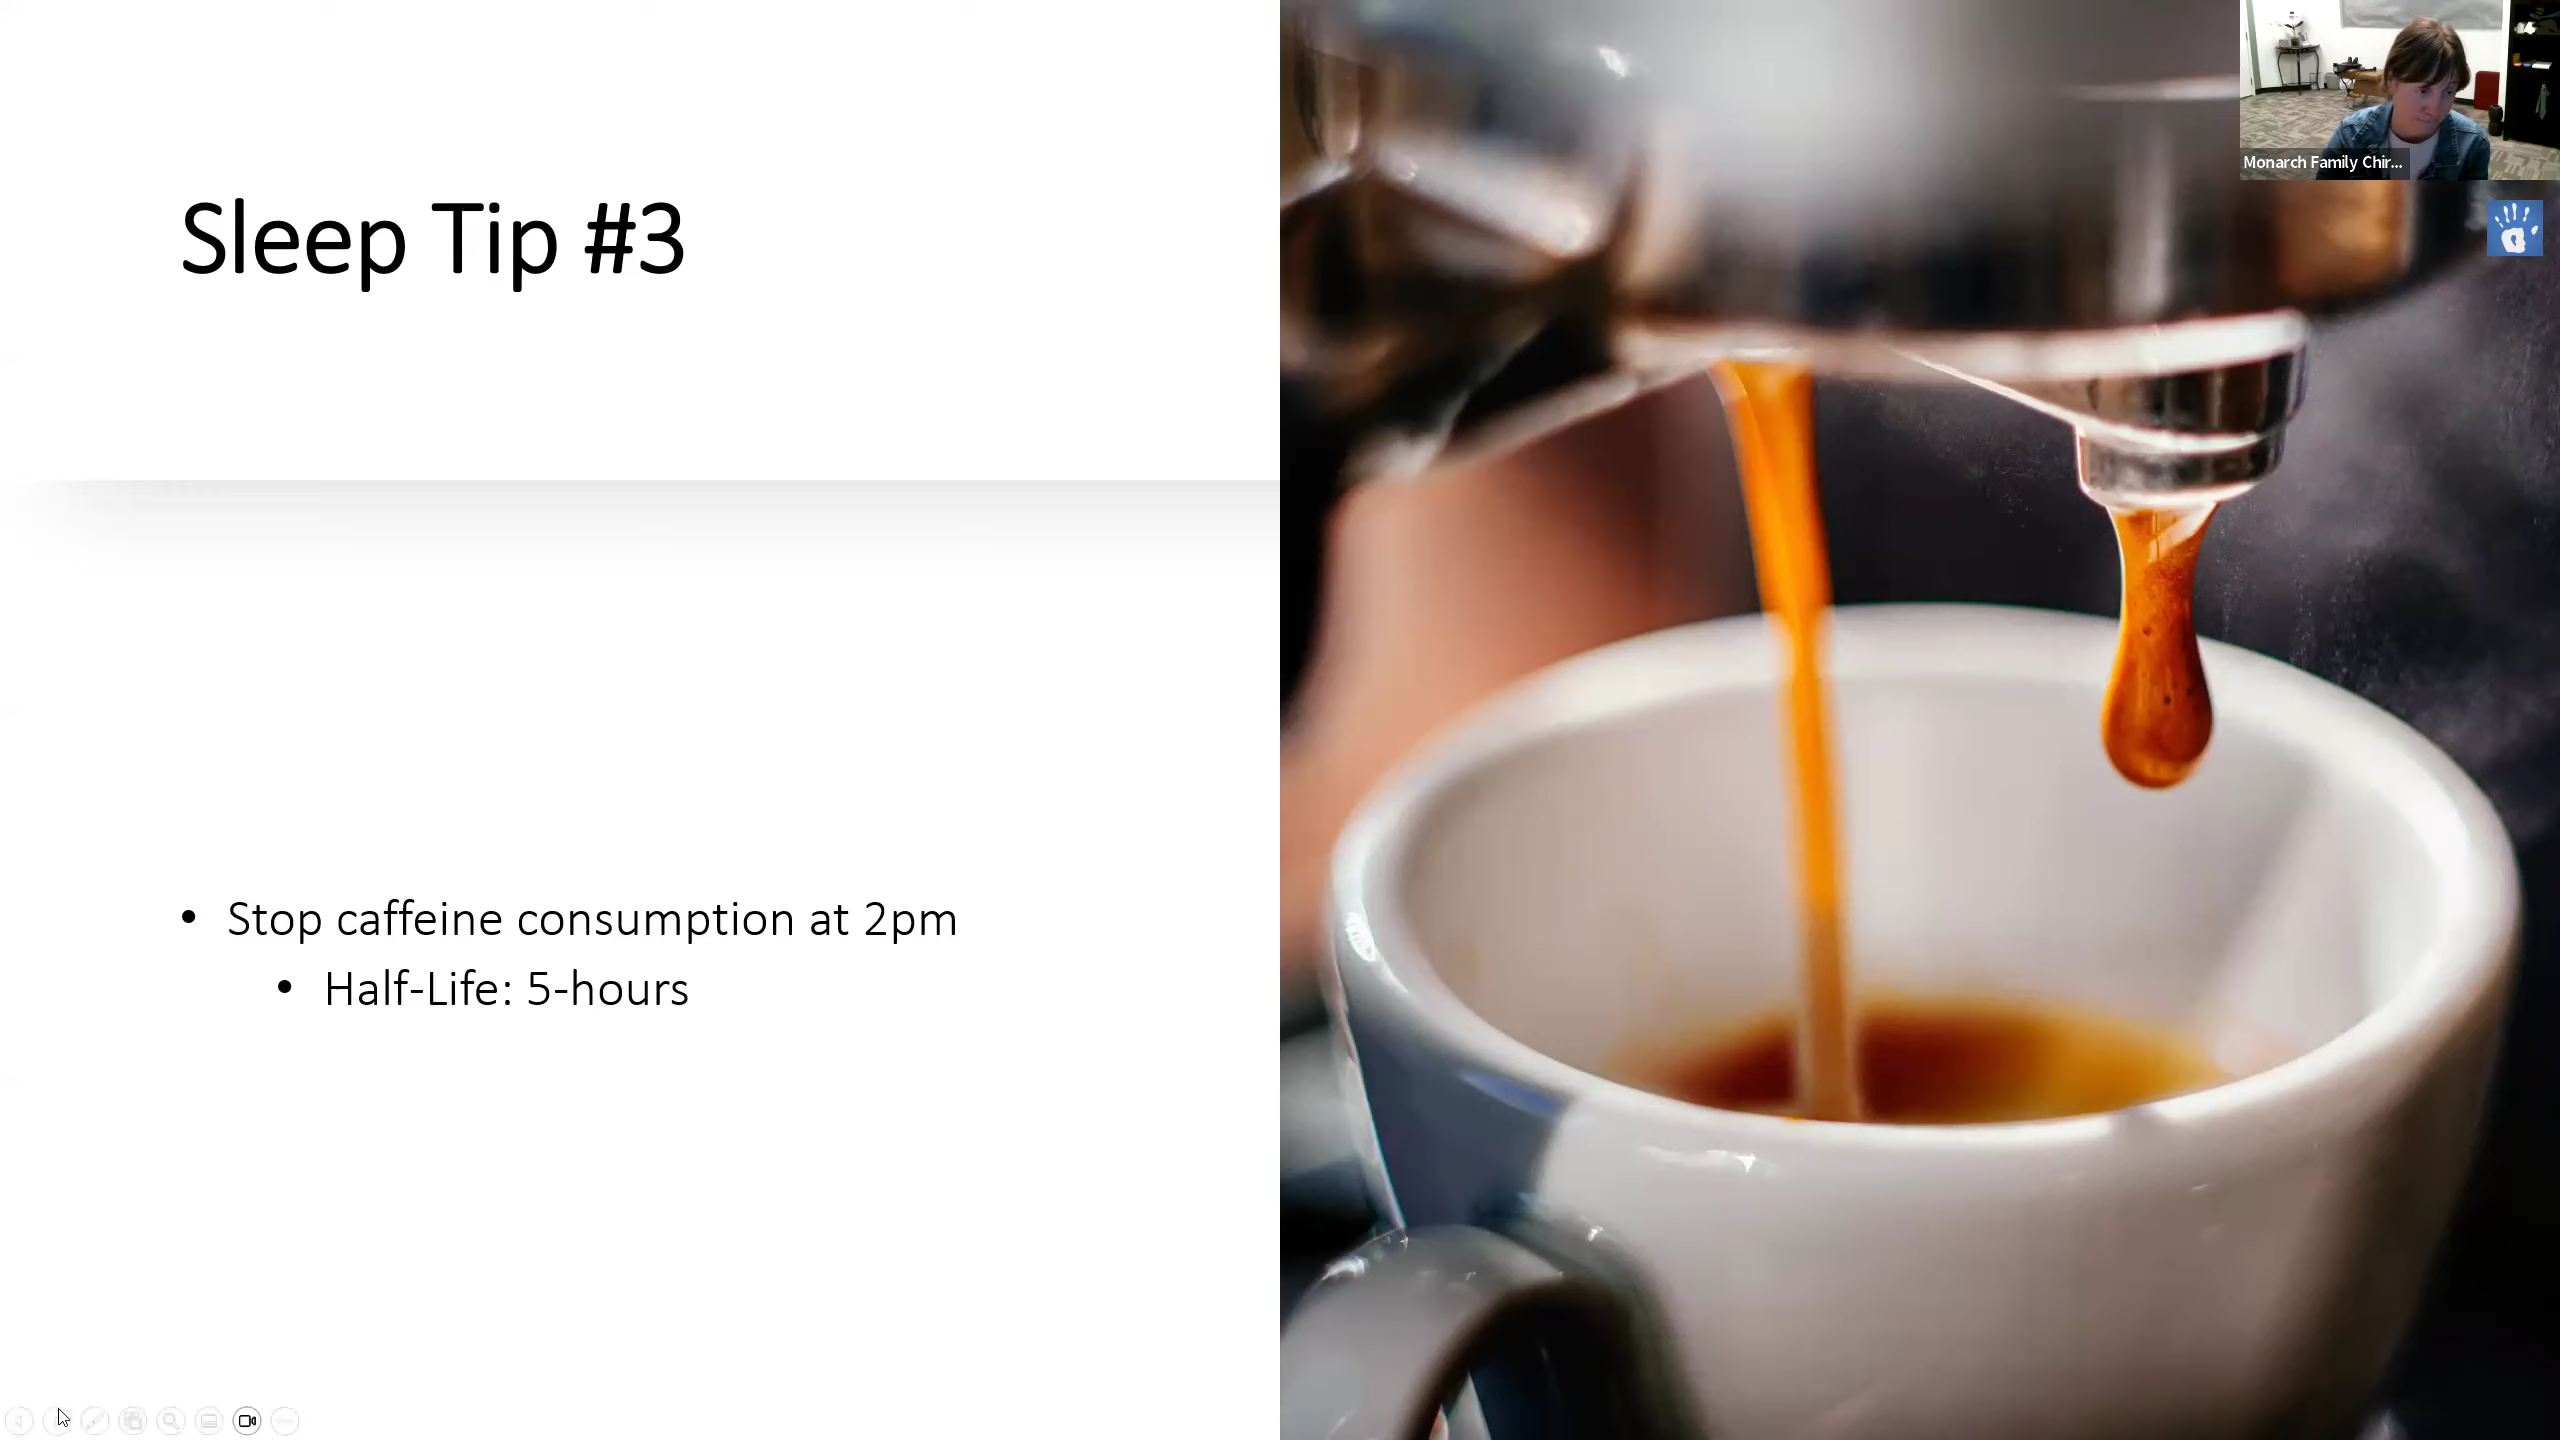 Sleep Tip #3
Monarch Family Chir...
• Stop caffeine consumption at 2pm
• Half-Life: 5-hours